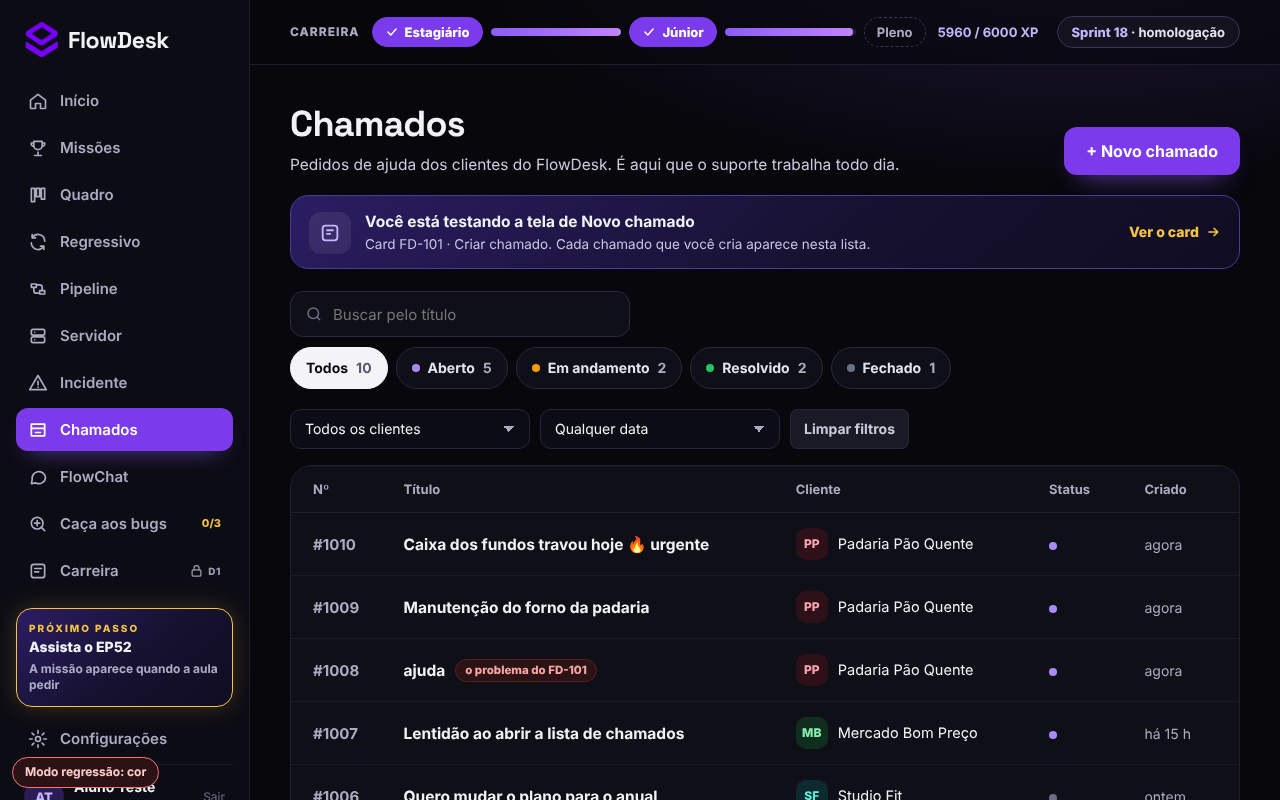 FlowDesk
Início
Missões
Quadro
Regressivo
Pipeline
Servidor
Incidente
Chamados
FlowChat
Caça aos bugs 0/3
Carreira D1
PRÓXIMO PASSO
Assista o EP52
A missão aparece quando a aula
pedir
Configurações
Modo regressão: cor
AT Aluno Teste Sair
CARREIRA Estagiário Júnior Pleno 5960 / 6000 XP Sprint 18 · homologação
Chamados
Pedidos de ajuda dos clientes do FlowDesk. É aqui que o suporte trabalha todo dia.
+ Novo chamado
Você está testando a tela de Novo chamado
Card FD-101 · Criar chamado. Cada chamado que você cria aparece nesta lista.
Ver o card →
Buscar pelo título
Todos 10 Aberto 5 Em andamento 2 Resolvido 2 Fechado 1
Todos os clientes Qualquer data Limpar filtros
Nº Título Cliente Status Criado
#1010 Caixa dos fundos travou hoje 🔥 urgente PP Padaria Pão Quente agora
#1009 Manutenção do forno da padaria PP Padaria Pão Quente agora
#1008 ajuda o problema do FD-101 PP Padaria Pão Quente agora
#1007 Lentidão ao abrir a lista de chamados MB Mercado Bom Preço há 15 h
#1006 Quero mudar o plano para o anual SF Studio Fit ontem